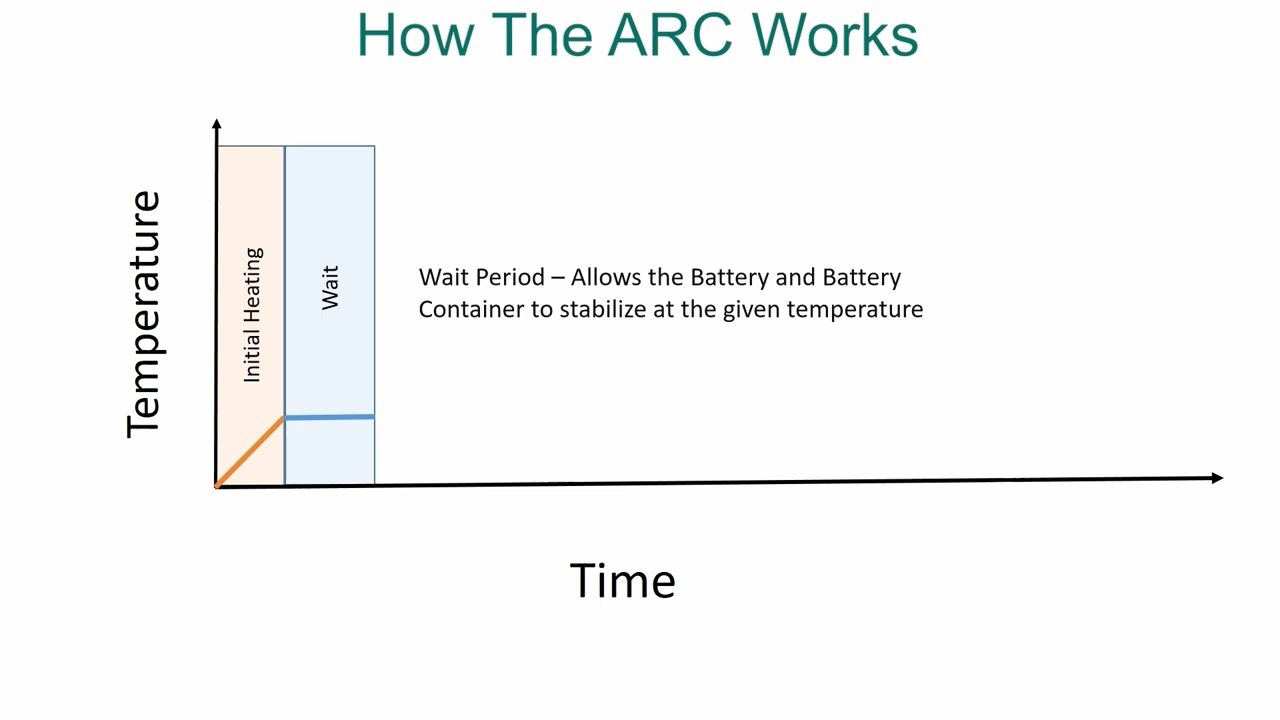 How The ARC Works
Temperature
Initial Heating
Wait
Wait Period – Allows the Battery and Battery
Container to stabilize at the given temperature
Time